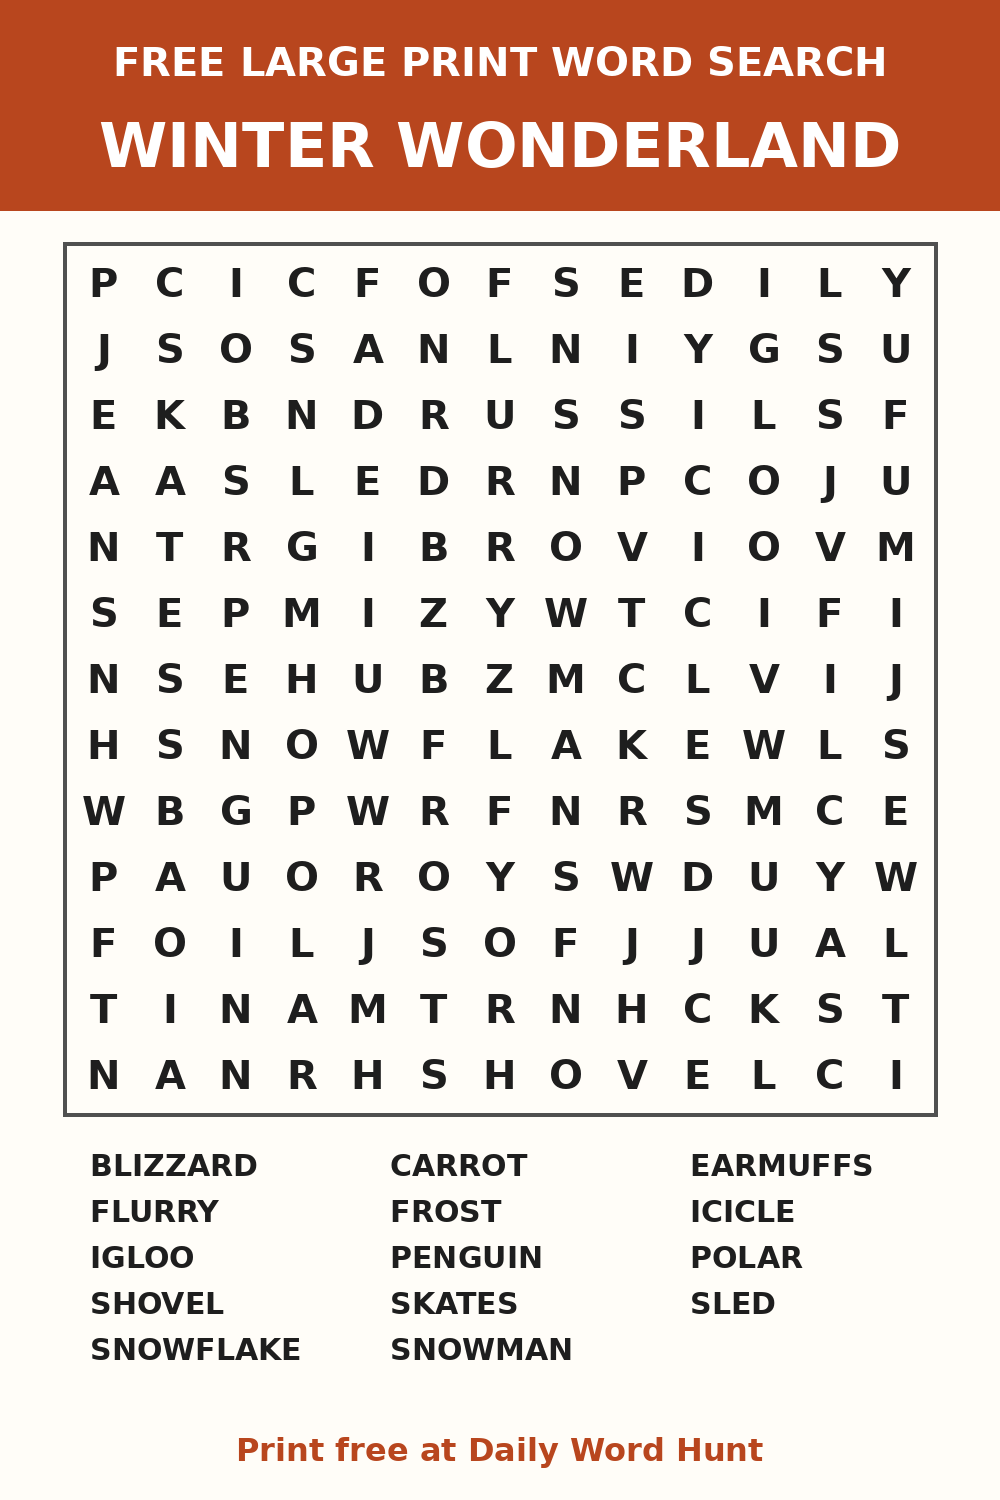 FREE LARGE PRINT WORD SEARCH
WINTER WONDERLAND
P C I C F O F S E D I L Y
J S O S A N L N I Y G S U
E K B N D R U S S I L S F
A A S L E D R N P C O J U
N T R G I B R O V I O V M
S E P M I Z Y W T C I F I
N S E H U B Z M C L V I J
H S N O W F L A K E W L S
W B G P W R F N R S M C E
P A U O R O Y S W D U Y W
F O I L J S O F J J U A L
T I N A M T R N H C K S T
N A N R H S H O V E L C I
BLIZZARD CARROT EARMUFFS
FLURRY FROST ICICLE
IGLOO PENGUIN POLAR
SHOVEL SKATES SLED
SNOWFLAKE SNOWMAN
Print free at Daily Word Hunt